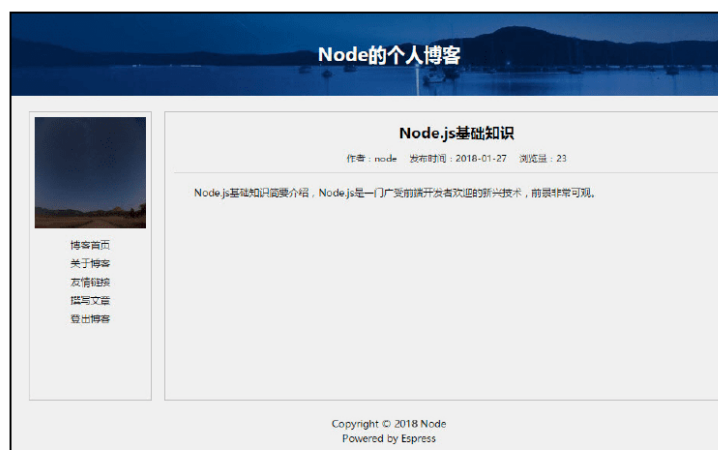 Node的个人博客
Node.js基础知识
作者：node 发布时间：2018-01-27 浏览量：23
Node.js基础知识简要介绍，Node.js是一门广受前端开发者欢迎的新兴技术，前景非常可观。
博客首页
关于博客
友情链接
撰写文章
登出博客
Copyright © 2018 Node
Powered by Espress